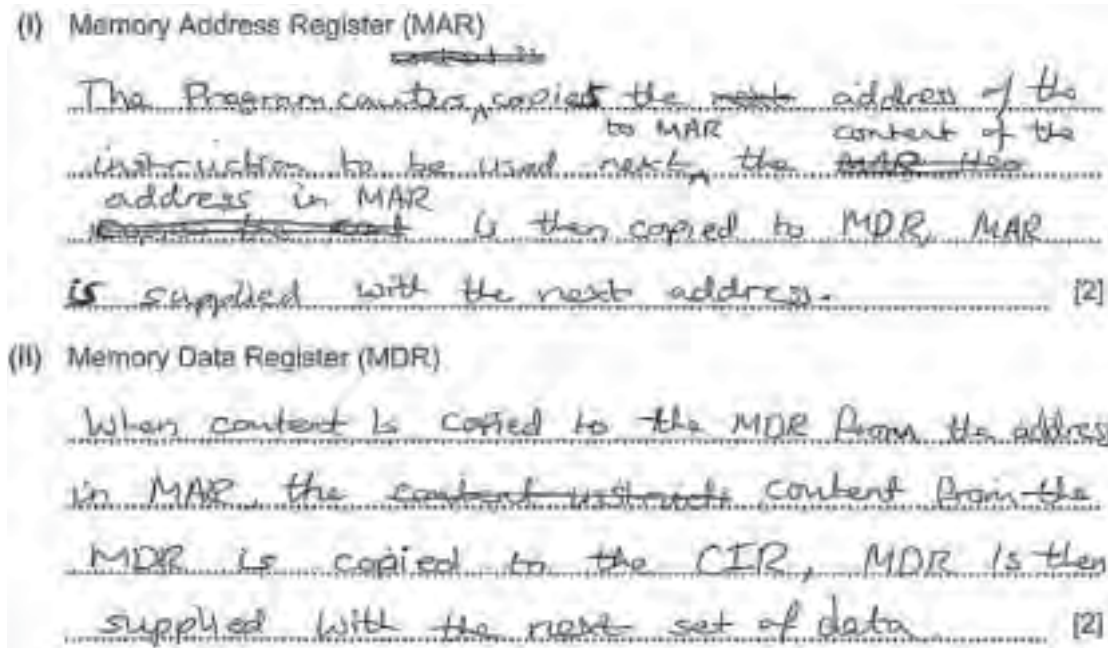 (i) Memory Address Register (MAR)
The Program counter copies the address of the
to MAR content of the
instruction to be used next, the
address in MAR
is then copied to MDR, MAR
is supplied with the next address. [2]
(ii) Memory Data Register (MDR)
When content is copied to the MDR from the address
in MAR, the content from the
MDR is copied to the CIR, MDR is then
supplied with the next set of data [2]